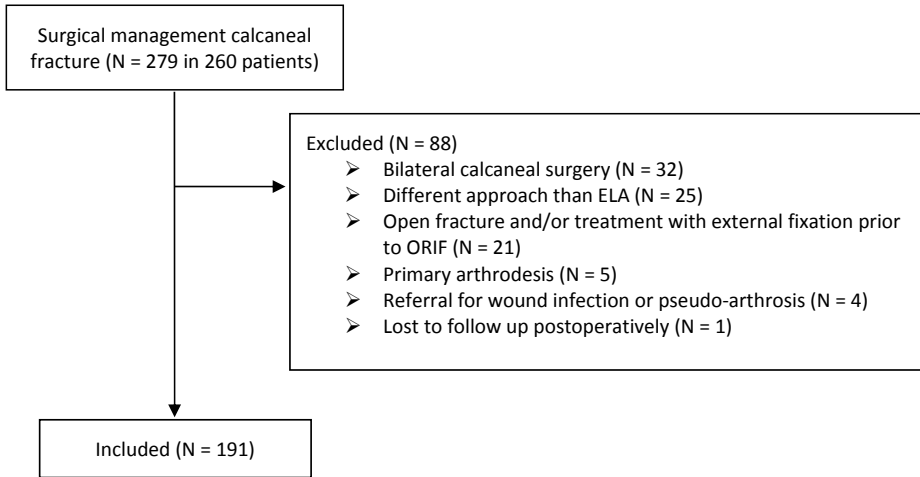 Surgical management calcaneal
fracture (N = 279 in 260 patients)
Excluded (N = 88)
➢ Bilateral calcaneal surgery (N = 32)
➢ Different approach than ELA (N = 25)
➢ Open fracture and/or treatment with external fixation prior
to ORIF (N = 21)
➢ Primary arthrodesis (N = 5)
➢ Referral for wound infection or pseudo-arthrosis (N = 4)
➢ Lost to follow up postoperatively (N = 1)
Included (N = 191)